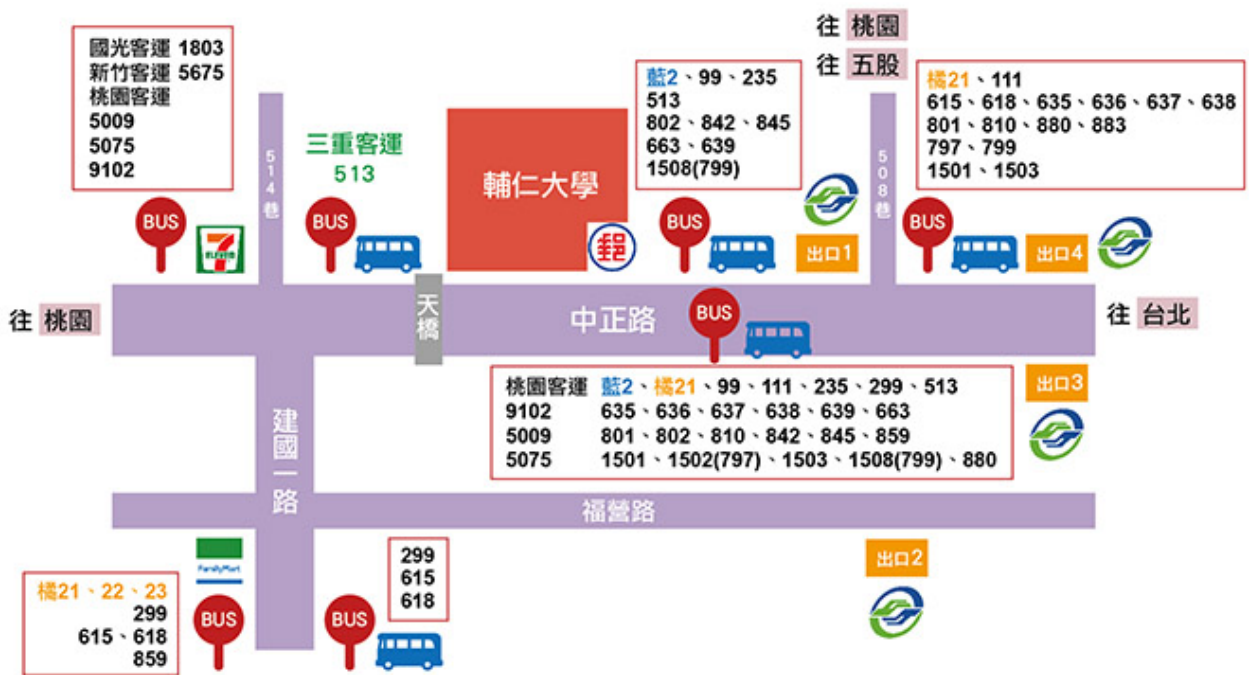 往 桃園
往 五股
國光客運 1803
新竹客運 5675
桃園客運
5009
5075
9102
BUS
7
ELEVEN
514巷
三重客運
513
BUS
輔仁大學
郵
藍2、99、235
513
802、842、845
663、639
1508(799)
BUS
出口1
508巷
橘21、111
615、618、635、636、637、638
801、810、880、883
797、799
1501、1503
BUS
出口4
往 桃園
天橋
中正路
BUS
往 台北
桃園客運 藍2、橘21、99、111、235、299、513
9102 635、636、637、638、639、663
5009 801、802、810、842、845、859
5075 1501、1502(797)、1503、1508(799)、880
出口3
建國一路
福營路
FamilyMart
橘21、22、23
299
615、618
859
BUS
BUS
299
615
618
出口2